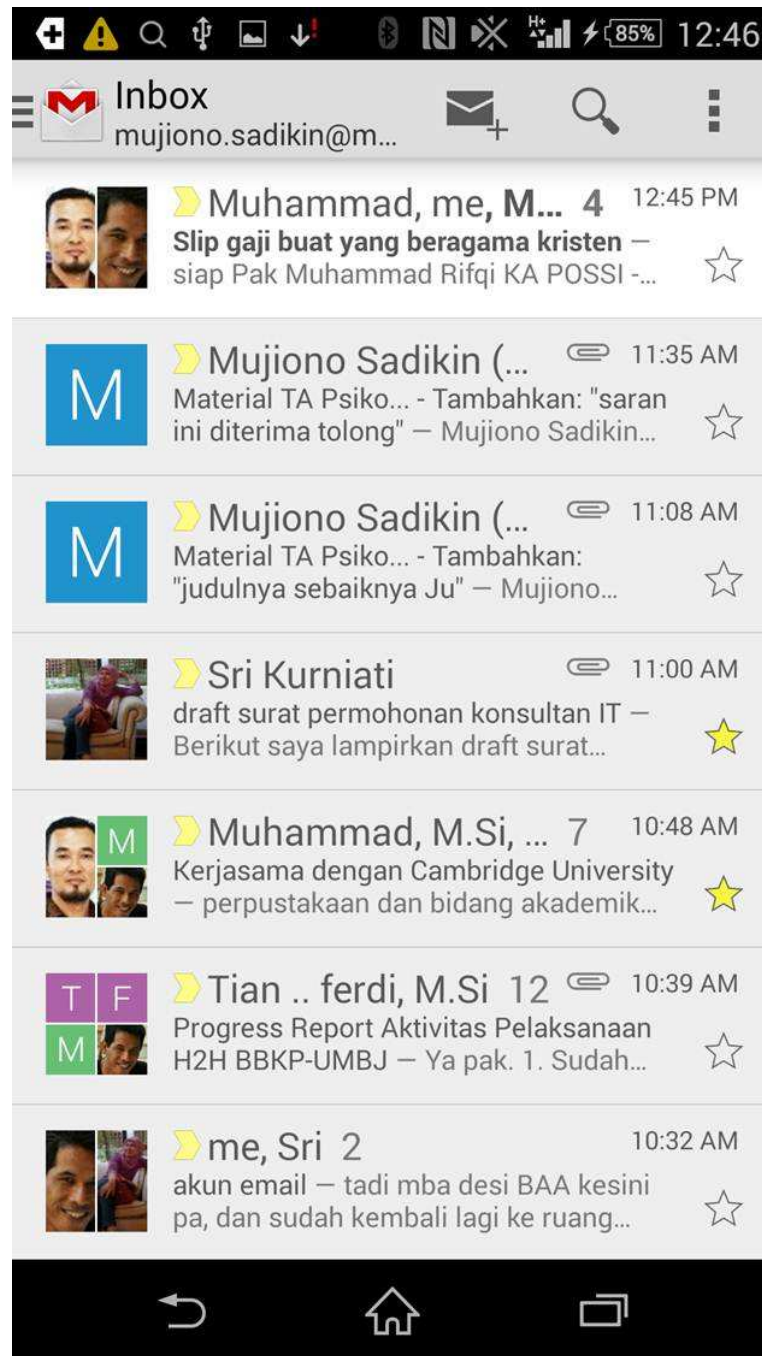 H+ 85% 12:46
Inbox
mujiono.sadikin@m...
Muhammad, me, M... 4 12:45 PM
Slip gaji buat yang beragama kristen —
siap Pak Muhammad Rifqi KA POSSI -...
M
Mujiono Sadikin (... 11:35 AM
Material TA Psiko... - Tambahkan: "saran
ini diterima tolong" — Mujiono Sadikin...
M
Mujiono Sadikin (... 11:08 AM
Material TA Psiko... - Tambahkan:
"judulnya sebaiknya Ju" — Mujiono...
Sri Kurniati 11:00 AM
draft surat permohonan konsultan IT —
Berikut saya lampirkan draft surat...
M
Muhammad, M.Si, ... 7 10:48 AM
Kerjasama dengan Cambridge University
— perpustakaan dan bidang akademik...
T F
M
Tian .. ferdi, M.Si 12 10:39 AM
Progress Report Aktivitas Pelaksanaan
H2H BBKP-UMBJ — Ya pak. 1. Sudah...
me, Sri 2 10:32 AM
akun email — tadi mba desi BAA kesini
pa, dan sudah kembali lagi ke ruang...